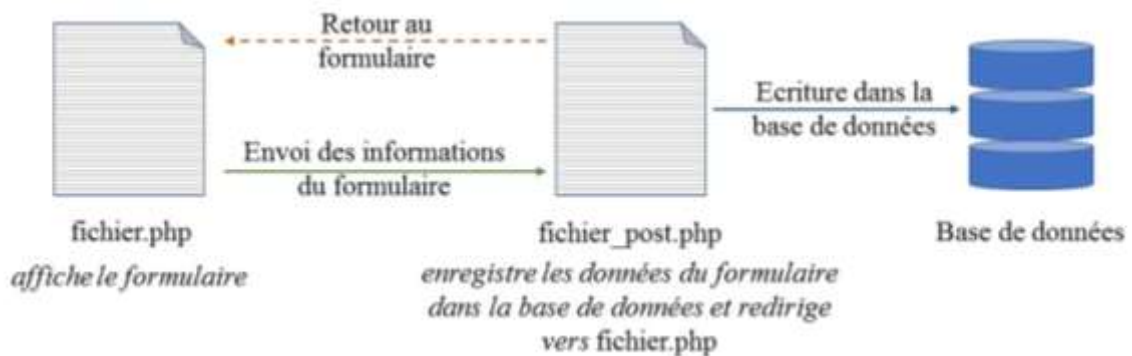 Retour au
formulaire
Ecriture dans la
base de données
Envoi des informations
du formulaire
fichier.php
affiche le formulaire
fichier_post.php
enregistre les données du formulaire
dans la base de données et redirige
vers fichier.php
Base de données